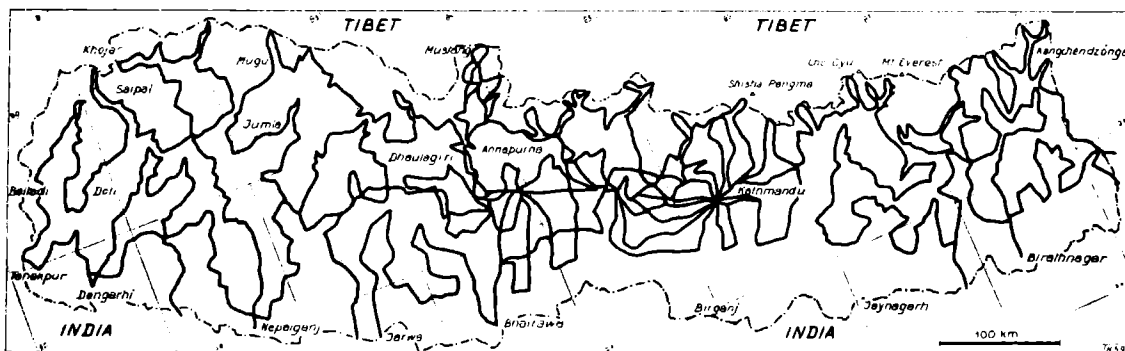 TIBET
TIBET
Khojar
Mustang
Kangchendzönga
Mugu
Cho Oyu
Mt Everest
Saipal
Shisha Pangma
Jumla
Dhaulagiri
Annapurna
Baitadi
Doti
Kathmandu
Tanakpur
Biratnagar
Dangarhi
Birganj
Jaynagarh
INDIA
Nepalganj
Jarwa
Bhairawa
INDIA
100 km